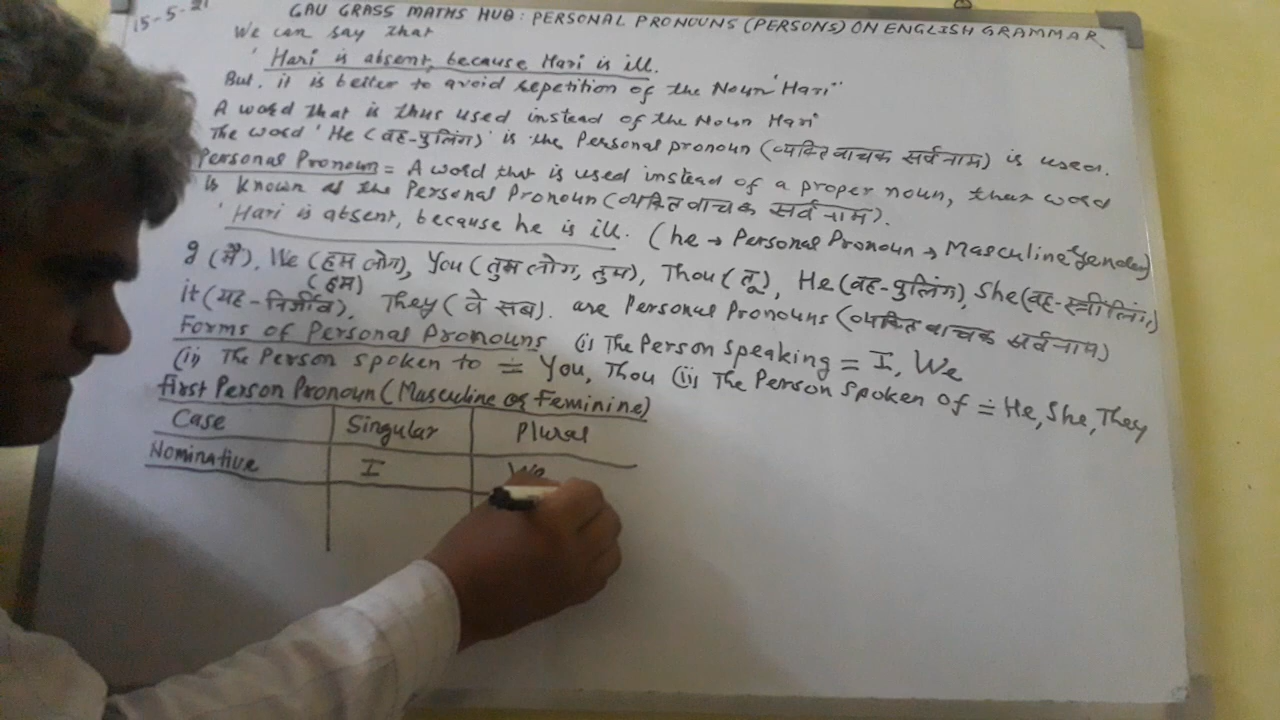 15-5-21
GAU GRASS MATHS HUB: PERSONAL PRONOUNS (PERSONS) ON ENGLISH GRAMMAR
We can say that
'Hari is absent, because Hari is ill.
But, it is better to avoid repetition of the Noun 'Hari''
A word that is thus used instead of the Noun Hari'
The word 'He (वह-पुलिंग)' is the Personal pronoun (व्यक्तिवाचक सर्वनाम) is used.
Personal Pronoun = A word that is used instead of a proper noun, that word
is known as the Personal Pronoun (व्यक्तिवाचक सर्वनाम).
'Hari is absent, because he is ill. (he → Personal Pronoun → Masculine Gender)
I (मैं), We (हम लोग), You (तुम लोग, तुम), Thou (तू), He (वह-पुलिंग), She (वह-स्त्रीलिंग)
(हम)
it (यह-निर्जीव), They (वे सब). are Personal Pronouns (व्यक्तिवाचक सर्वनाम)
Forms of Personal Pronouns (i) The Person Speaking = I, We
(ii) The Person spoken to = You, Thou (iii) The Person Spoken of = He, She, They
First Person Pronoun (Masculine or Feminine)
Case Singular Plural
Nominative I We